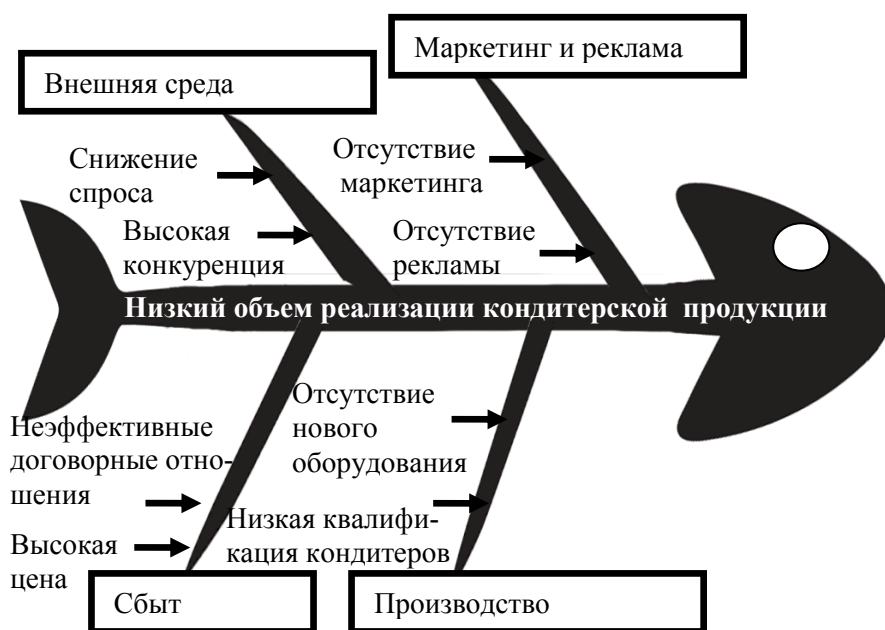 Маркетинг и реклама
Внешняя среда
Снижение
спроса
Высокая
конкуренция
Отсутствие
маркетинга
Отсутствие
рекламы
Низкий объем реализации кондитерской продукции
Неэффективные
договорные отно-
шения
Высокая
цена
Отсутствие
нового
оборудования
Низкая квалифи-
кация кондитеров
Сбыт
Производство